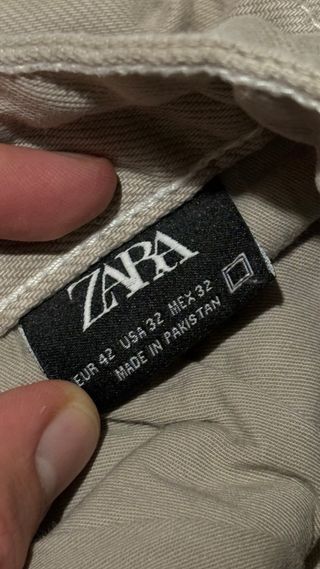 ZARA
EUR 42 USA 32 MEX 32
MADE IN PAKISTAN